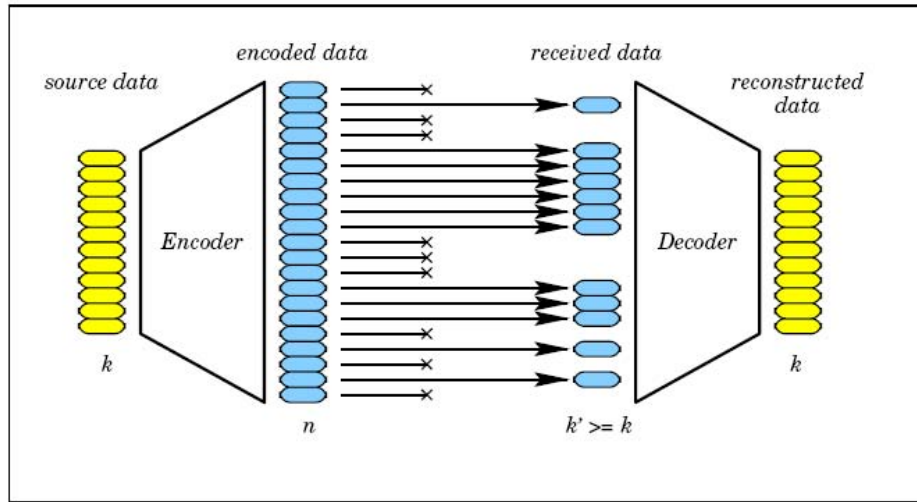 encoded data
received data
source data
reconstructed
data
Encoder
Decoder
k
k
n
k' >= k